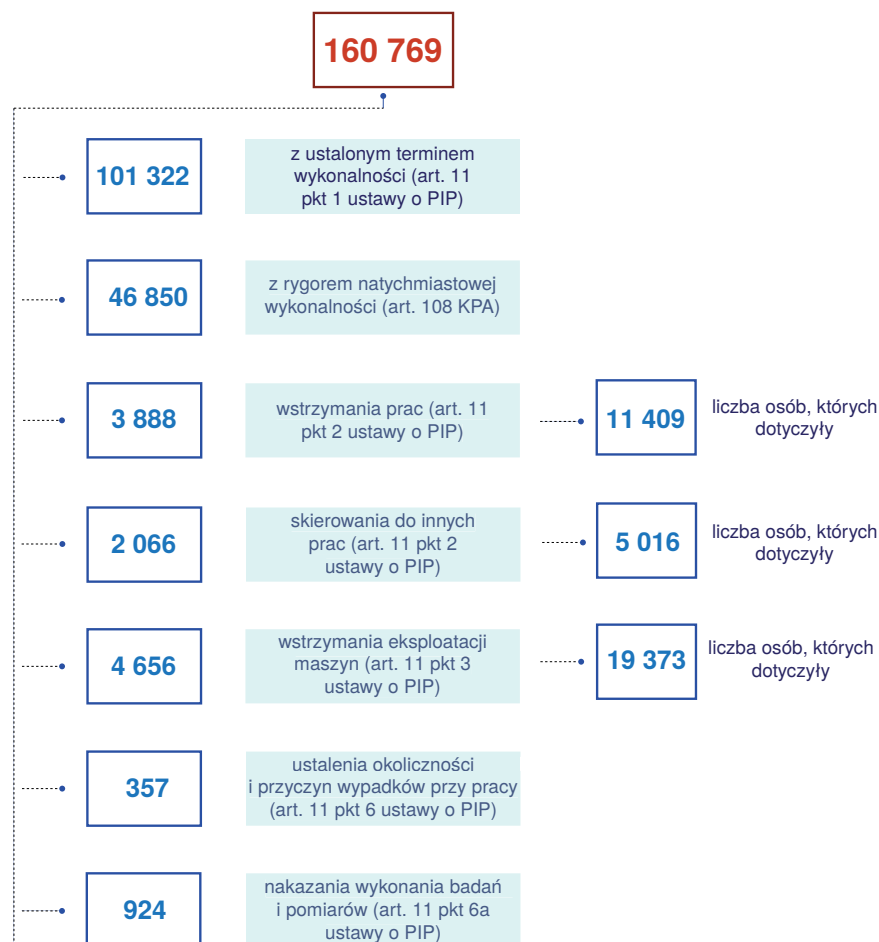 160 769
101 322
z ustalonym terminem
wykonalności (art. 11
pkt 1 ustawy o PIP)
46 850
z rygorem natychmiastowej
wykonalności (art. 108 KPA)
3 888
wstrzymania prac (art. 11
pkt 2 ustawy o PIP)
11 409
liczba osób, których
dotyczyły
2 066
skierowania do innych
prac (art. 11 pkt 2
ustawy o PIP)
5 016
liczba osób, których
dotyczyły
4 656
wstrzymania eksploatacji
maszyn (art. 11 pkt 3
ustawy o PIP)
19 373
liczba osób, których
dotyczyły
357
ustalenia okoliczności
i przyczyn wypadków przy pracy
(art. 11 pkt 6 ustawy o PIP)
924
nakazania wykonania badań
i pomiarów (art. 11 pkt 6a
ustawy o PIP)